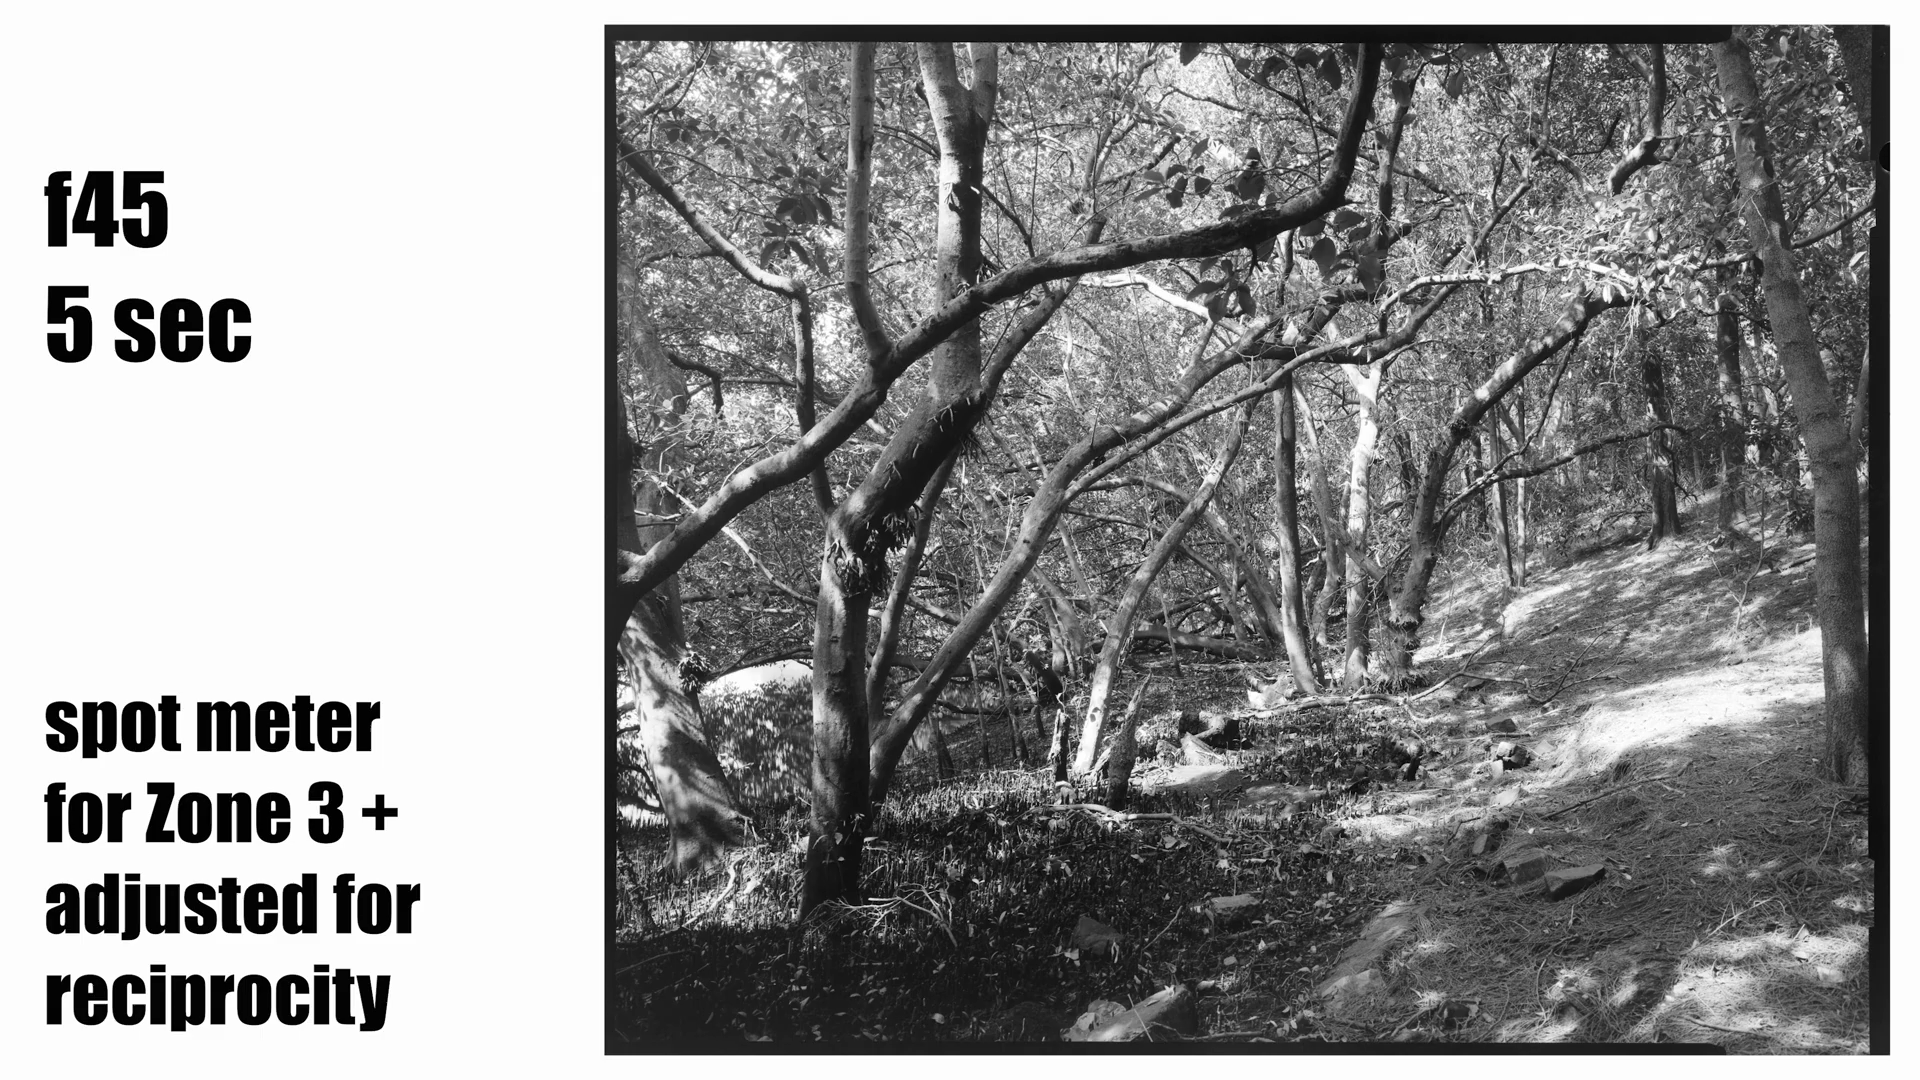 f45
5 sec
spot meter
for Zone 3 +
adjusted for
reciprocity